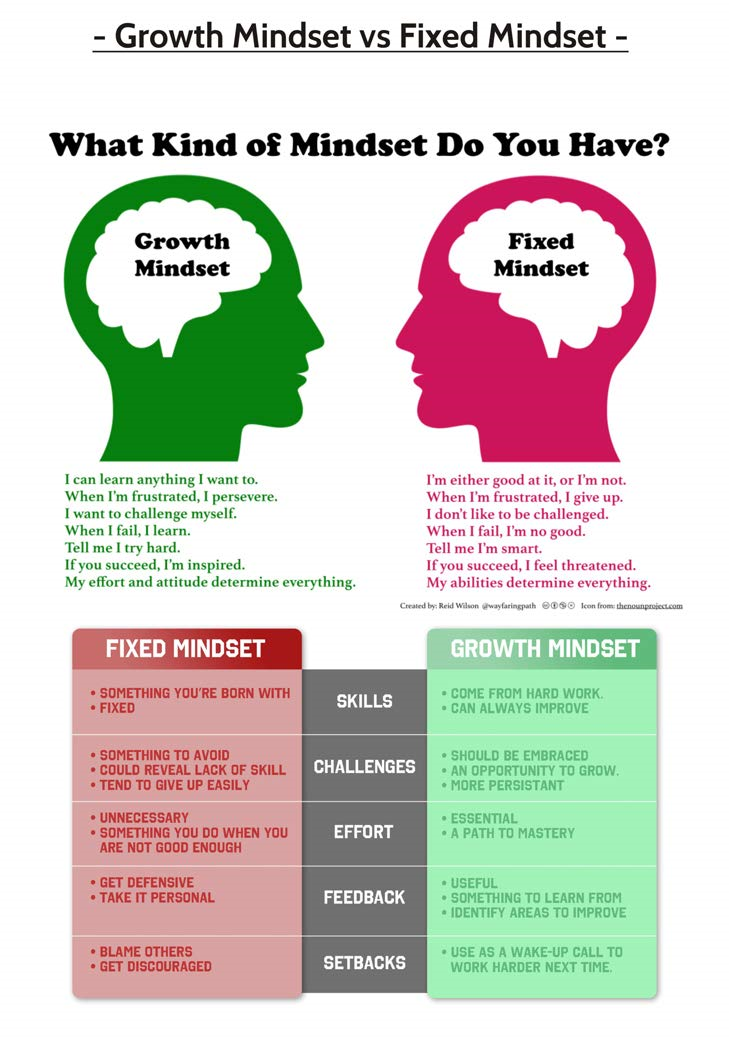 - Growth Mindset vs Fixed Mindset -
What Kind of Mindset Do You Have?
Growth
Mindset
Fixed
Mindset
I can learn anything I want to.
When I'm frustrated, I persevere.
I want to challenge myself.
When I fail, I learn.
Tell me I try hard.
If you succeed, I'm inspired.
My effort and attitude determine everything.
I'm either good at it, or I'm not.
When I'm frustrated, I give up.
I don't like to be challenged.
When I fail, I'm no good.
Tell me I'm smart.
If you succeed, I feel threatened.
My abilities determine everything.
Created by: Reid Wilson @wayfaringpath Icon from: thenounproject.com
FIXED MINDSET
GROWTH MINDSET
• SOMETHING YOU'RE BORN WITH
• FIXED
SKILLS
• COME FROM HARD WORK.
• CAN ALWAYS IMPROVE
• SOMETHING TO AVOID
• COULD REVEAL LACK OF SKILL
• TEND TO GIVE UP EASILY
CHALLENGES
• SHOULD BE EMBRACED
• AN OPPORTUNITY TO GROW.
• MORE PERSISTANT
• UNNECESSARY
• SOMETHING YOU DO WHEN YOU
ARE NOT GOOD ENOUGH
EFFORT
• ESSENTIAL
• A PATH TO MASTERY
• GET DEFENSIVE
• TAKE IT PERSONAL
FEEDBACK
• USEFUL
• SOMETHING TO LEARN FROM
• IDENTIFY AREAS TO IMPROVE
• BLAME OTHERS
• GET DISCOURAGED
SETBACKS
• USE AS A WAKE-UP CALL TO
WORK HARDER NEXT TIME.